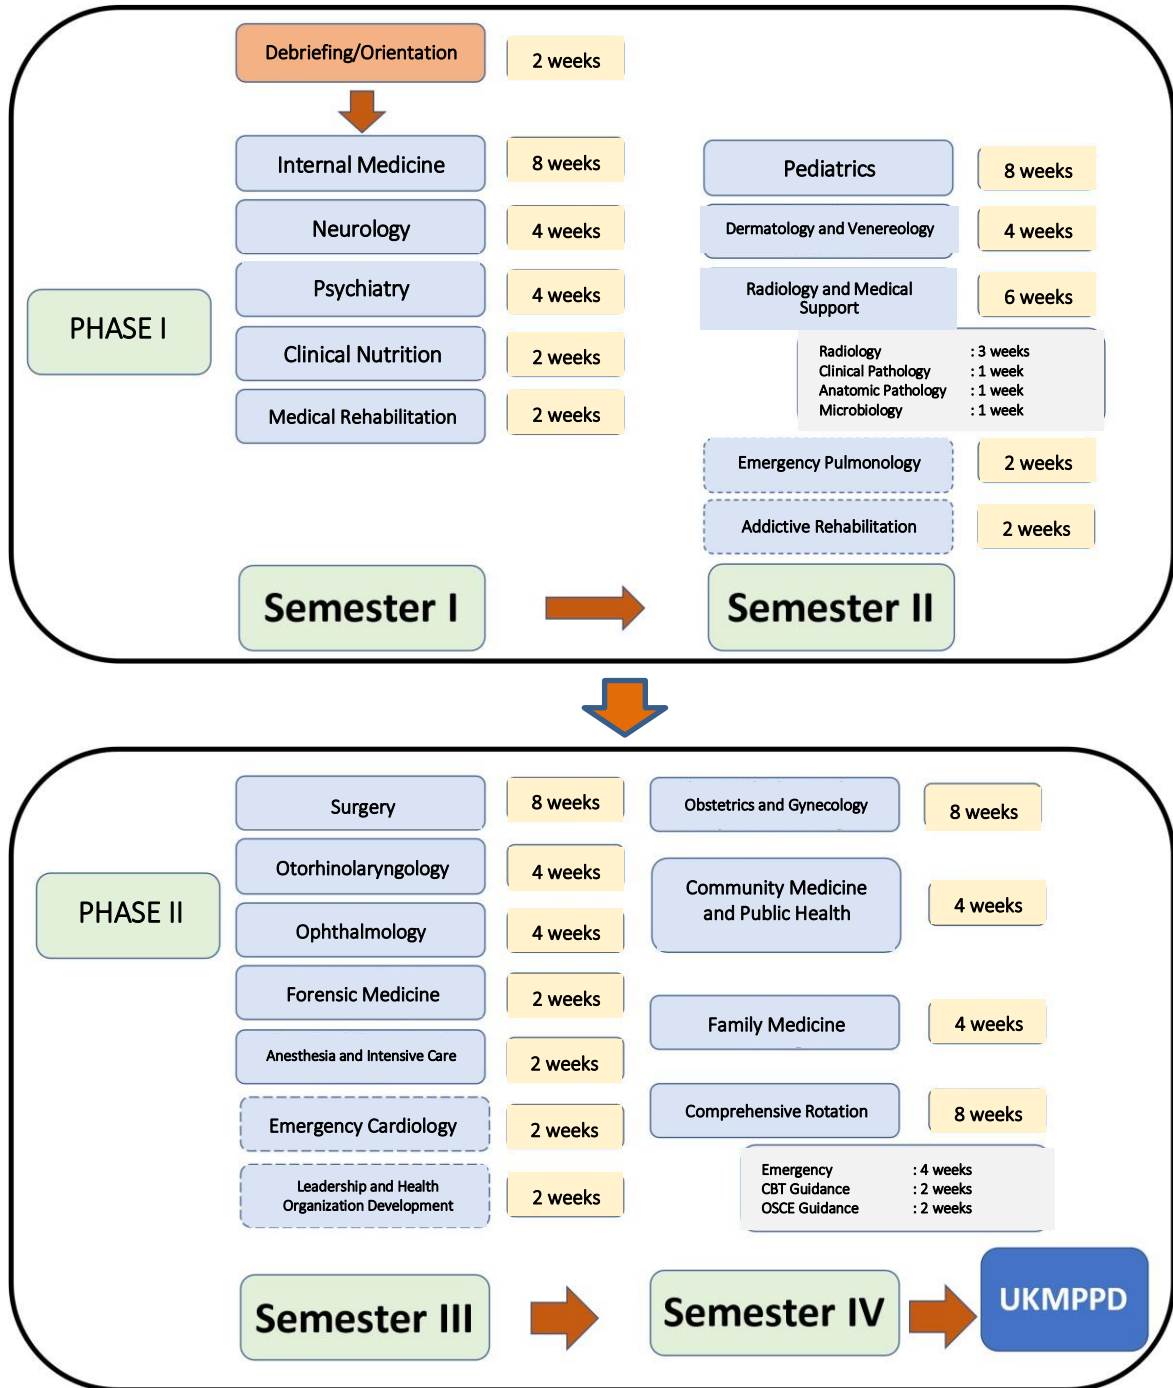 Debriefing/Orientation
2 weeks
Internal Medicine
8 weeks
Neurology
4 weeks
Psychiatry
4 weeks
PHASE I
Clinical Nutrition
2 weeks
Medical Rehabilitation
2 weeks
Pediatrics
8 weeks
Dermatology and Venereology
4 weeks
Radiology and Medical
Support
6 weeks
Radiology : 3 weeks
Clinical Pathology : 1 week
Anatomic Pathology : 1 week
Microbiology : 1 week
Emergency Pulmonology
2 weeks
Addictive Rehabilitation
2 weeks
Semester I
Semester II
Surgery
8 weeks
Otorhinolaryngology
4 weeks
PHASE II
Ophthalmology
4 weeks
Forensic Medicine
2 weeks
Anesthesia and Intensive Care
2 weeks
Emergency Cardiology
2 weeks
Leadership and Health
Organization Development
2 weeks
Obstetrics and Gynecology
8 weeks
Community Medicine
and Public Health
4 weeks
Family Medicine
4 weeks
Comprehensive Rotation
8 weeks
Emergency : 4 weeks
CBT Guidance : 2 weeks
OSCE Guidance : 2 weeks
Semester III
Semester IV
UKMPPD